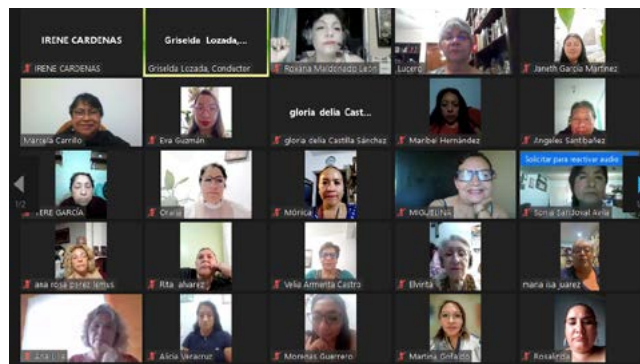 IRENE CARDENAS
Griselda Lozada,...
IRENE CARDENAS
Griselda Lozada, Conductor
Roxana Maldonado León
Lucero
Janeth García Martínez
gloria delia Cast...
Marcela Carrillo
Eva Guzmán
gloria delia Castilla Sánchez
Maribel Hernández
Angeles Santibañez
Solicitar para reactivar audio
1/2
TERE GARCÍA
Mónica
MIGUELINA
Sonia Sandoval Avila
ana rosa perez lemus
Rita alvarez
Velia Armenta Castro
Elvirita
maria isa juarez
Alicia Veracruz
Morenas Guerrero
Martina Grifaldo
Rosalinda